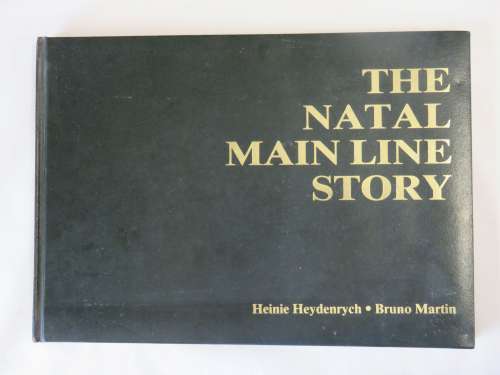 THE
NATAL
MAIN LINE
STORY
Heinie Heydenrych • Bruno Martin